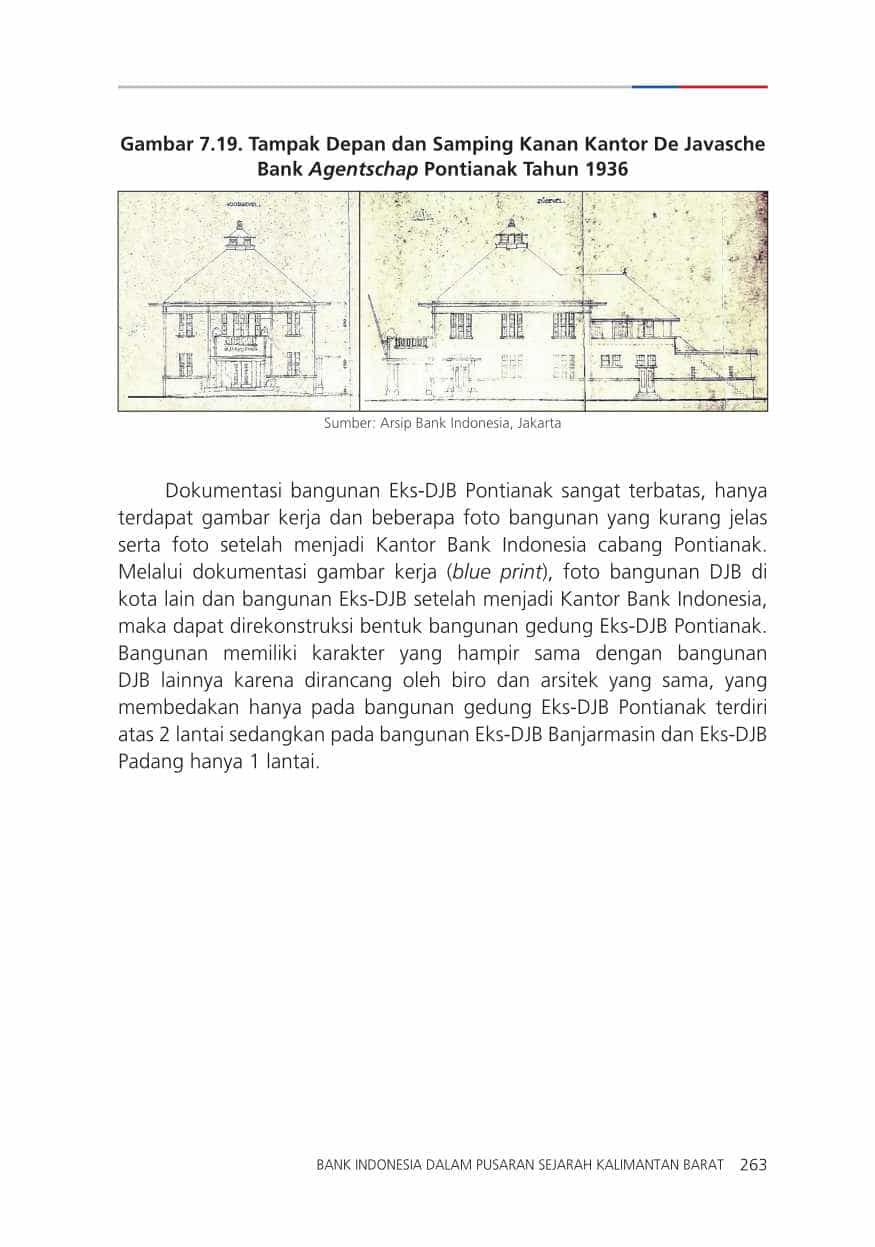 Gambar 7.19. Tampak Depan dan Samping Kanan Kantor De Javasche
Bank Agentschap Pontianak Tahun 1936
VOORGEVEL.
ZIJGEVEL.
Sumber: Arsip Bank Indonesia, Jakarta
Dokumentasi bangunan Eks-DJB Pontianak sangat terbatas, hanya
terdapat gambar kerja dan beberapa foto bangunan yang kurang jelas
serta foto setelah menjadi Kantor Bank Indonesia cabang Pontianak.
Melalui dokumentasi gambar kerja (blue print), foto bangunan DJB di
kota lain dan bangunan Eks-DJB setelah menjadi Kantor Bank Indonesia,
maka dapat direkonstruksi bentuk bangunan gedung Eks-DJB Pontianak.
Bangunan memiliki karakter yang hampir sama dengan bangunan
DJB lainnya karena dirancang oleh biro dan arsitek yang sama, yang
membedakan hanya pada bangunan gedung Eks-DJB Pontianak terdiri
atas 2 lantai sedangkan pada bangunan Eks-DJB Banjarmasin dan Eks-DJB
Padang hanya 1 lantai.
BANK INDONESIA DALAM PUSARAN SEJARAH KALIMANTAN BARAT 263